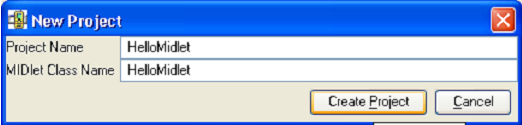 New Project
Project Name HelloMidlet
MIDlet Class Name HelloMidlet
Create Project Cancel